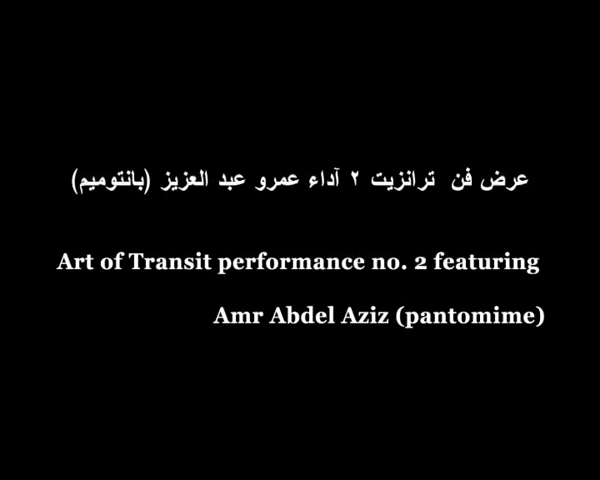 عرض فن ترانزيت ٢ آداء عمرو عبد العزيز (بانتوميم)
Art of Transit performance no. 2 featuring
Amr Abdel Aziz (pantomime)